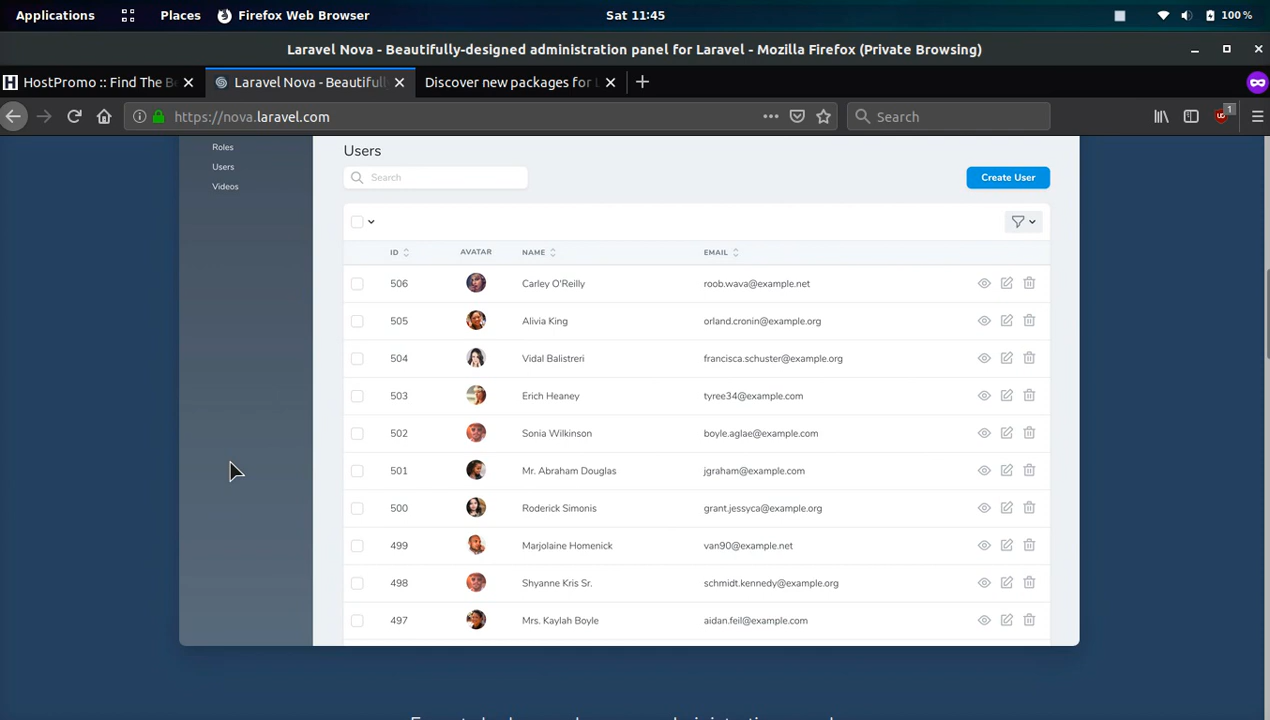 Applications Places Firefox Web Browser Sat 11:45 100 %
Laravel Nova - Beautifully-designed administration panel for Laravel - Mozilla Firefox (Private Browsing)
HostPromo :: Find The Be Laravel Nova - Beautifull Discover new packages for L
https://nova.laravel.com Search 1
Roles
Users
Videos
Users
Search
Create User
ID AVATAR NAME EMAIL
506 Carley O'Reilly roob.wava@example.net
505 Alivia King orland.cronin@example.org
504 Vidal Balistreri francisca.schuster@example.org
503 Erich Heaney tyree34@example.com
502 Sonia Wilkinson boyle.aglae@example.com
501 Mr. Abraham Douglas jgraham@example.com
500 Roderick Simonis grant.jessyca@example.org
499 Marjolaine Homenick van90@example.net
498 Shyanne Kris Sr. schmidt.kennedy@example.org
497 Mrs. Kaylah Boyle aidan.feil@example.com